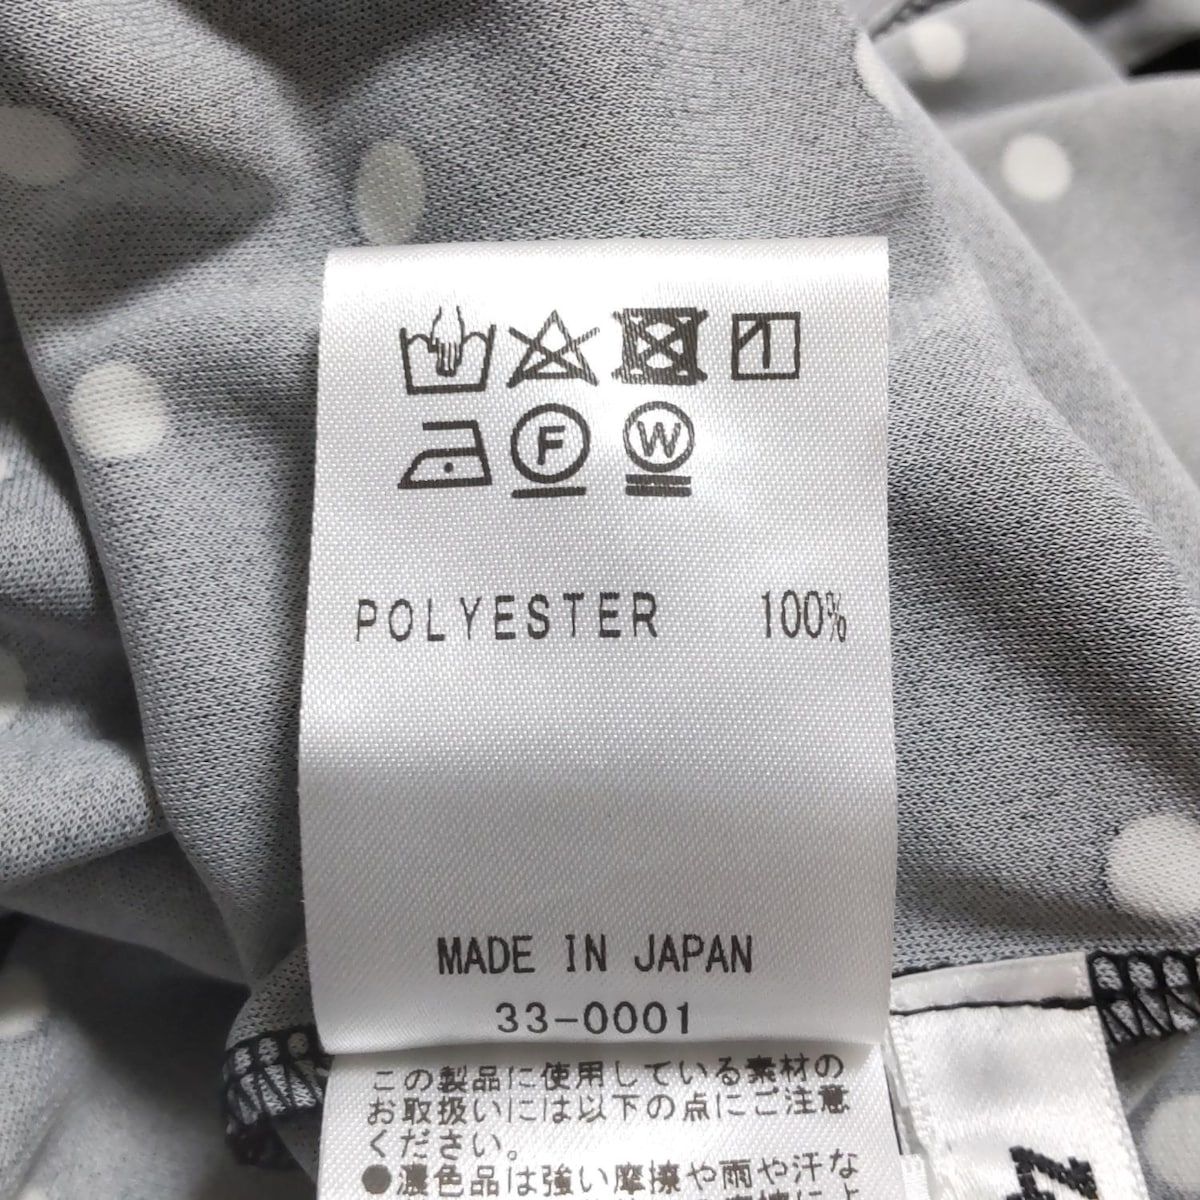 F W
POLYESTER 100%
MADE IN JAPAN
33-0001
この製品に使用している素材の
お取扱いには以下の点にご注意
ください。
●濃色品は強い摩擦や雨や汗な